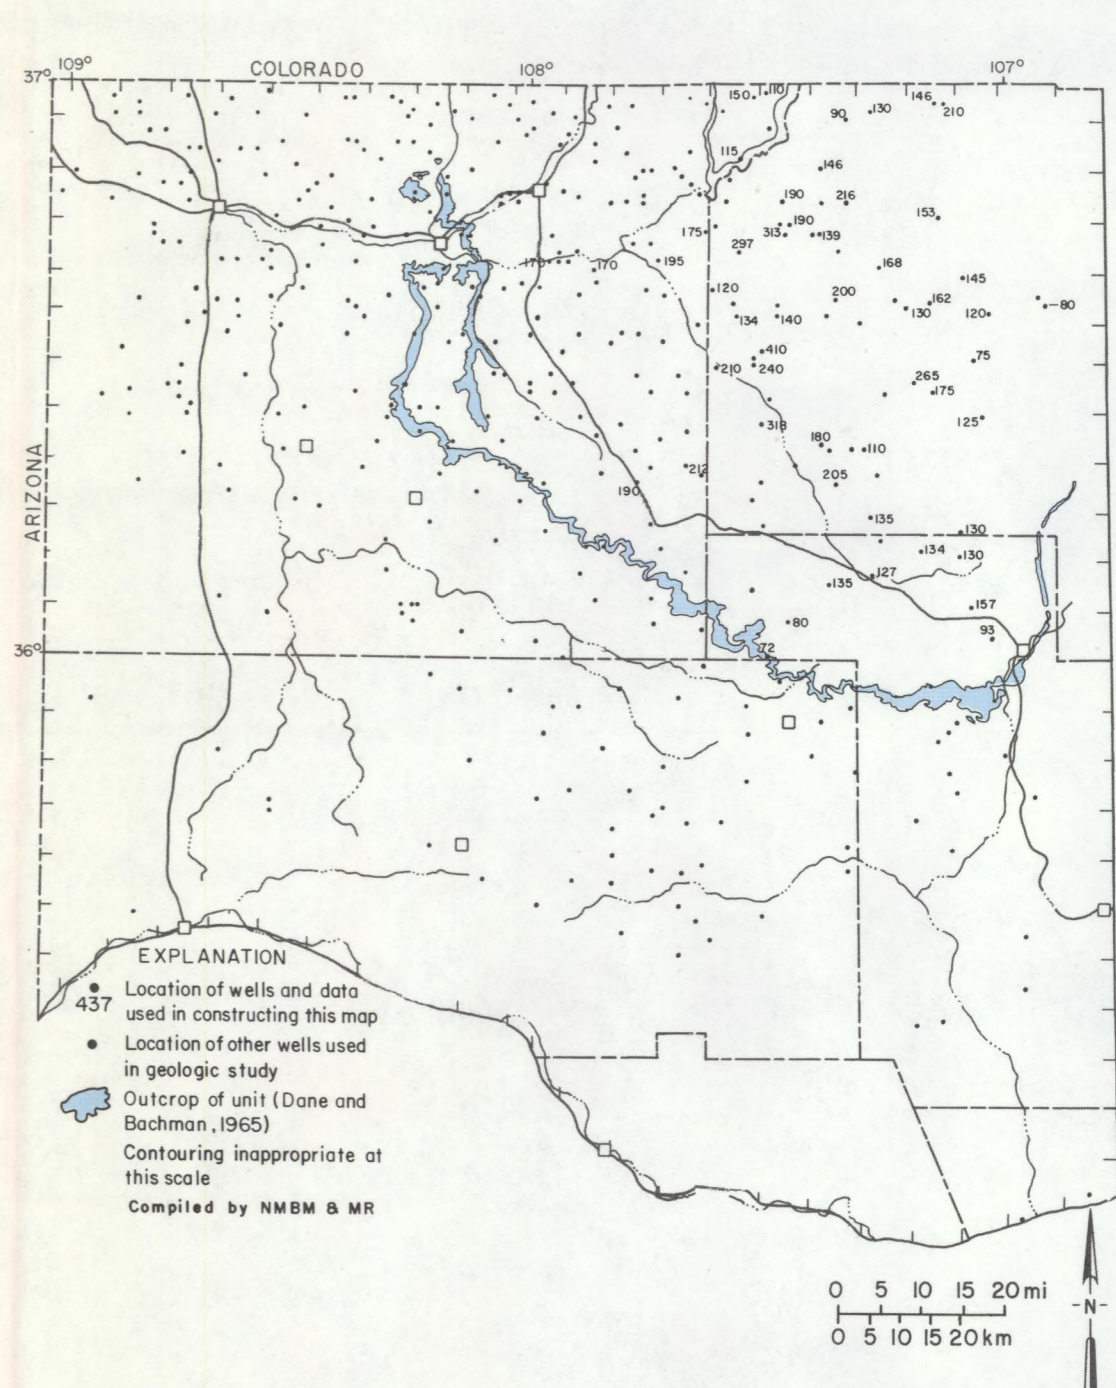 37° 109° COLORADO 108° 107°
150 110 146
90 130 210
115
146
190 216
153
190
175 313 139
297
170 170 195 168
145
120 200 162 -80
134 140 130 120
410 75
210 240 265
175
318 125
180 110
212
205
190
135
130
134 130
127
135
157
80 93
72
36°
ARIZONA
EXPLANATION
437 Location of wells and data
used in constructing this map
Location of other wells used
in geologic study
Outcrop of unit (Dane and
Bachman, 1965)
Contouring inappropriate at
this scale
Compiled by NMBM & MR
0 5 10 15 20 mi
0 5 10 15 20 km
-N-